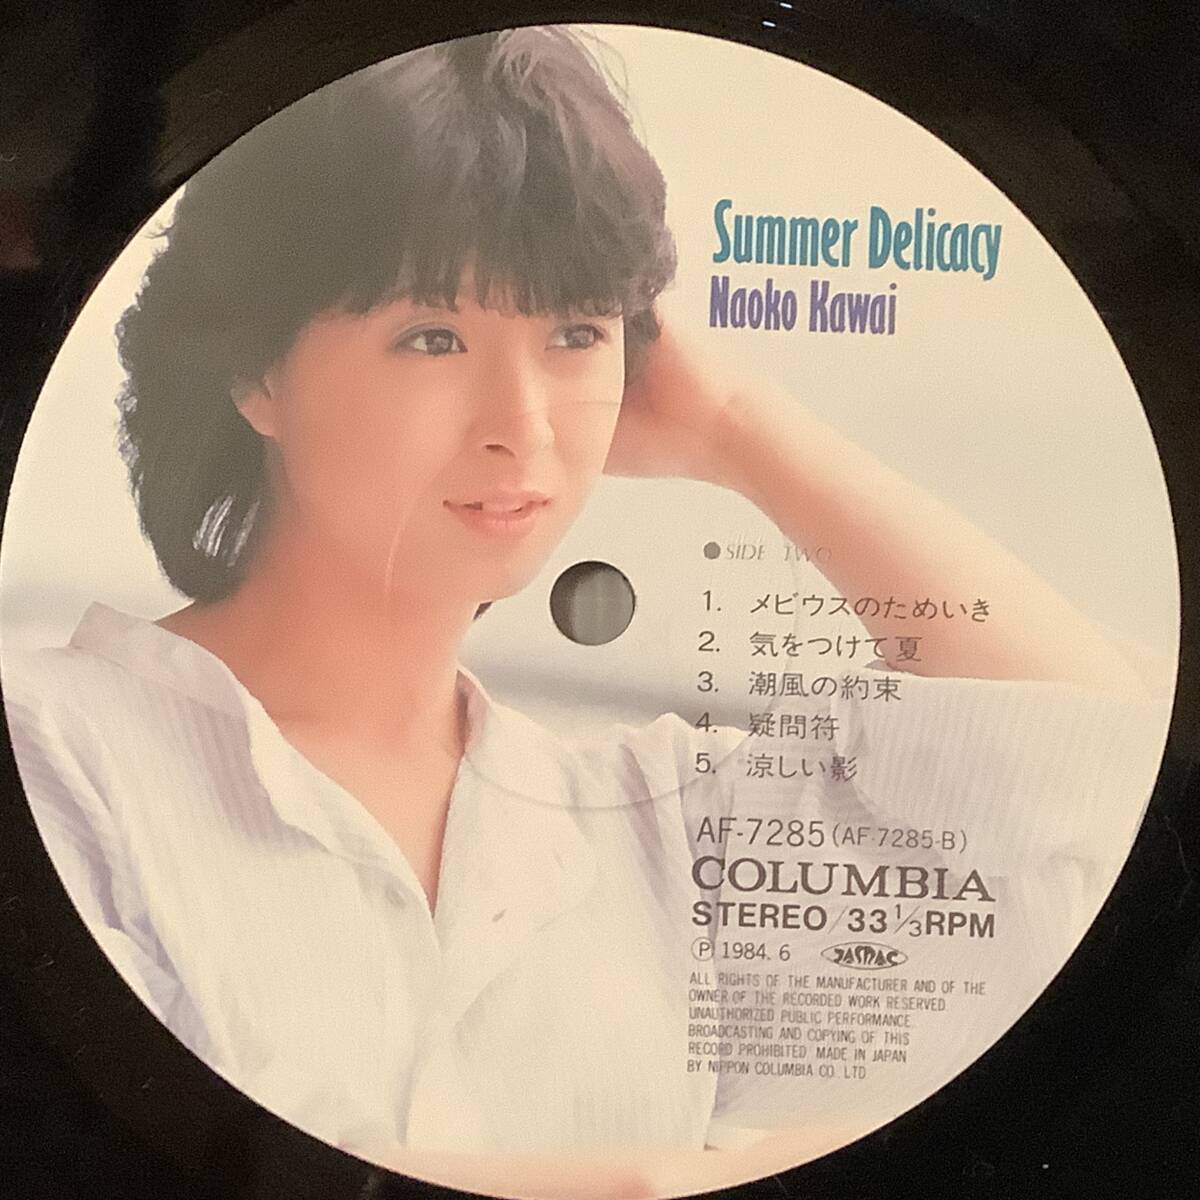 Summer Delicacy
Naoko Kawai
●SIDE TWO
1. メビウスのためいき
2. 気をつけて夏
3. 潮風の約束
4. 疑問符
5. 涼しい影
AF-7285(AF-7285-B)
COLUMBIA
STEREO/33⅓RPM
Ⓟ1984.6 JASRAC
ALL RIGHTS OF THE MANUFACTURER AND OF THE
OWNER OF THE RECORDED WORK RESERVED.
UNAUTHORIZED PUBLIC PERFORMANCE
BROADCASTING AND COPYING OF THIS
RECORD PROHIBITED. MADE IN JAPAN
BY NIPPON COLUMBIA CO. LTD.